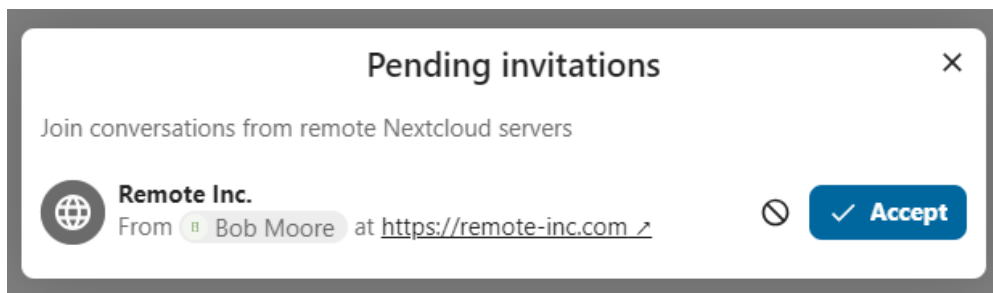 Pending invitations
Join conversations from remote Nextcloud servers
Remote Inc.
From B Bob Moore at https://remote-inc.com ↗
Accept